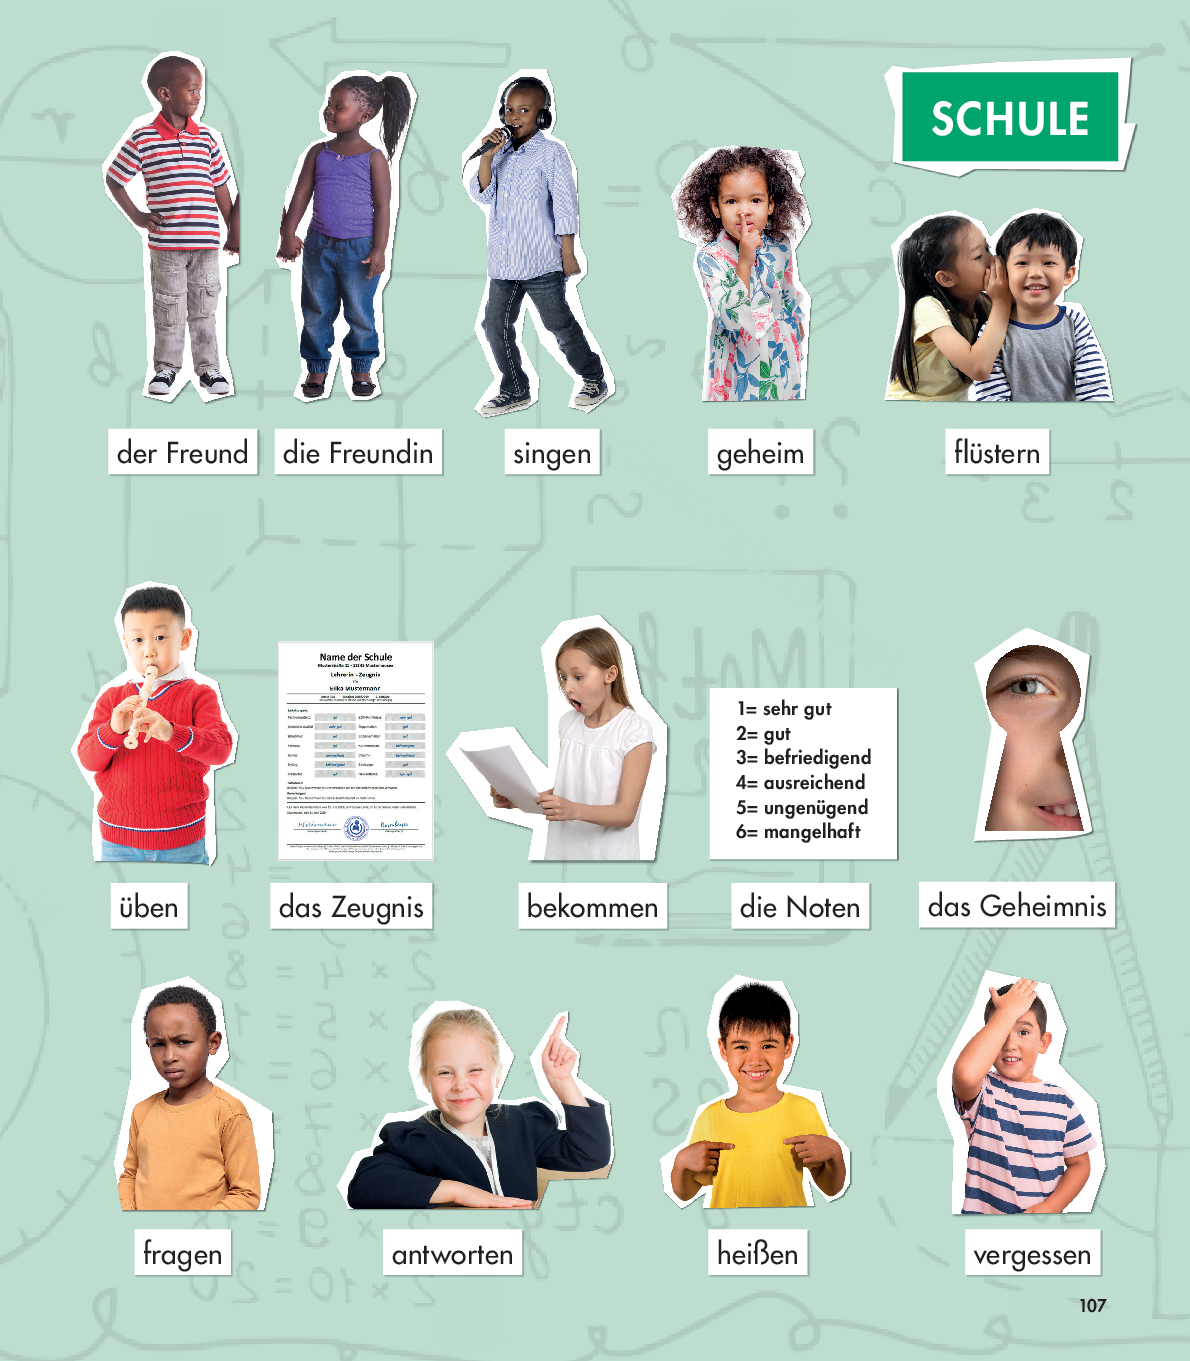 SCHULE
der Freund
die Freundin
singen
geheim
flüstern
Name der Schule
Lehrerin - Zeugnis
Erika Mustermann
1= sehr gut
2= gut
3= befriedigend
4= ausreichend
5= ungenügend
6= mangelhaft
üben
das Zeugnis
bekommen
die Noten
das Geheimnis
fragen
antworten
heißen
vergessen
107